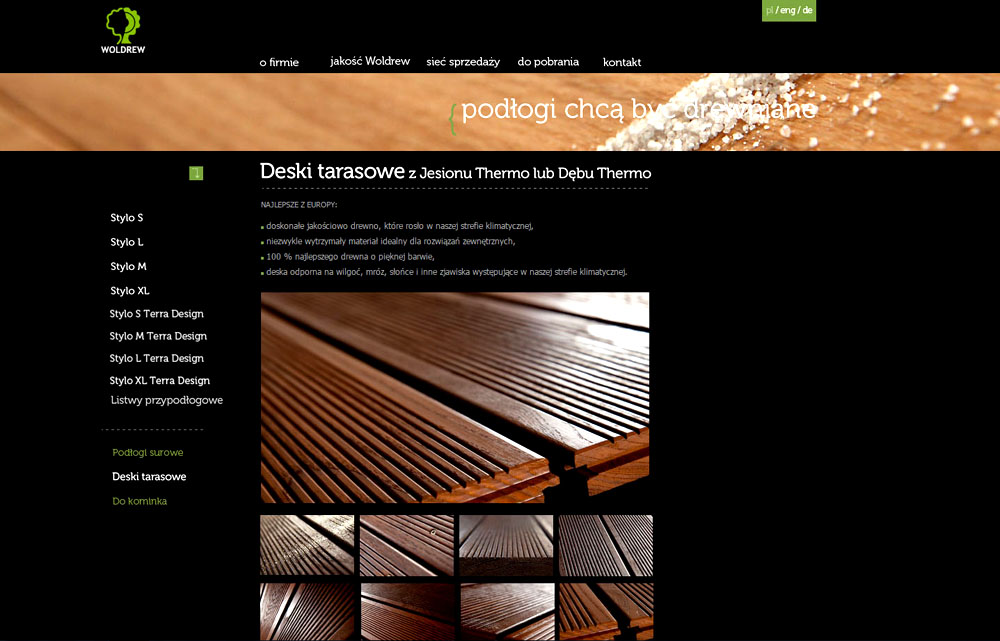 WOLDREW
pl / eng / de
o firmie
jakość Woldrew
sieć sprzedaży
do pobrania
kontakt
{ podłogi chcą być drewniane
Deski tarasowe z Jesionu Thermo lub Dębu Thermo
NAJLEPSZE Z EUROPY:
doskonałe jakościowo drewno, które rosło w naszej strefie klimatycznej,
niezwykle wytrzymały materiał idealny dla rozwiązań zewnętrznych,
100 % najlepszego drewna o pięknej barwie,
deska odporna na wilgoć, mróz, słońce i inne zjawiska występujące w naszej strefie klimatycznej.
Stylo S
Stylo L
Stylo M
Stylo XL
Stylo S Terra Design
Stylo M Terra Design
Stylo L Terra Design
Stylo XL Terra Design
Listwy przypodłogowe
Podłogi surowe
Deski tarasowe
Do kominka